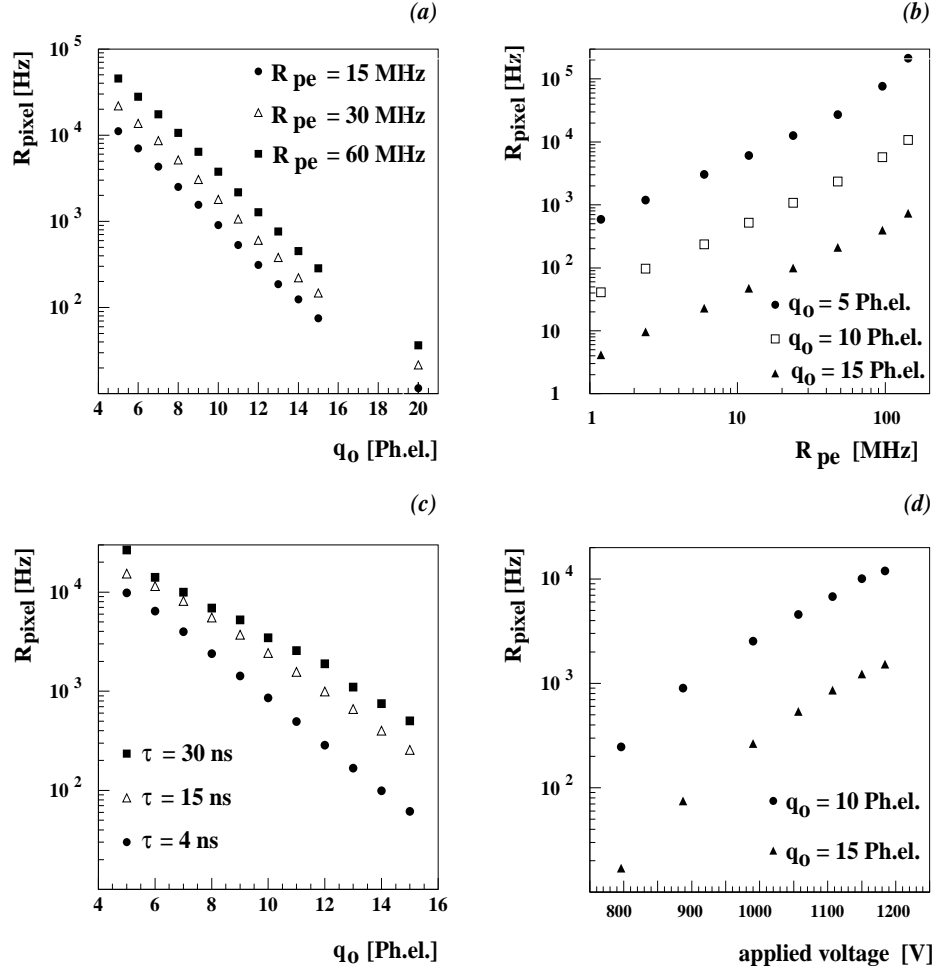 (a)
R pixel [Hz]
10^5
10^4
10^3
10^2
R pe = 15 MHz
R pe = 30 MHz
R pe = 60 MHz
4 6 8 10 12 14 16 18 20
q o [Ph.el.]
(b)
R pixel [Hz]
10^5
10^4
10^3
10^2
10
1
q o = 5 Ph.el.
q o = 10 Ph.el.
q o = 15 Ph.el.
1 10 100
R pe [MHz]
(c)
R pixel [Hz]
10^4
10^3
10^2
τ = 30 ns
τ = 15 ns
τ = 4 ns
4 6 8 10 12 14 16
q o [Ph.el.]
(d)
R pixel [Hz]
10^4
10^3
10^2
q o = 10 Ph.el.
q o = 15 Ph.el.
800 900 1000 1100 1200
applied voltage [V]